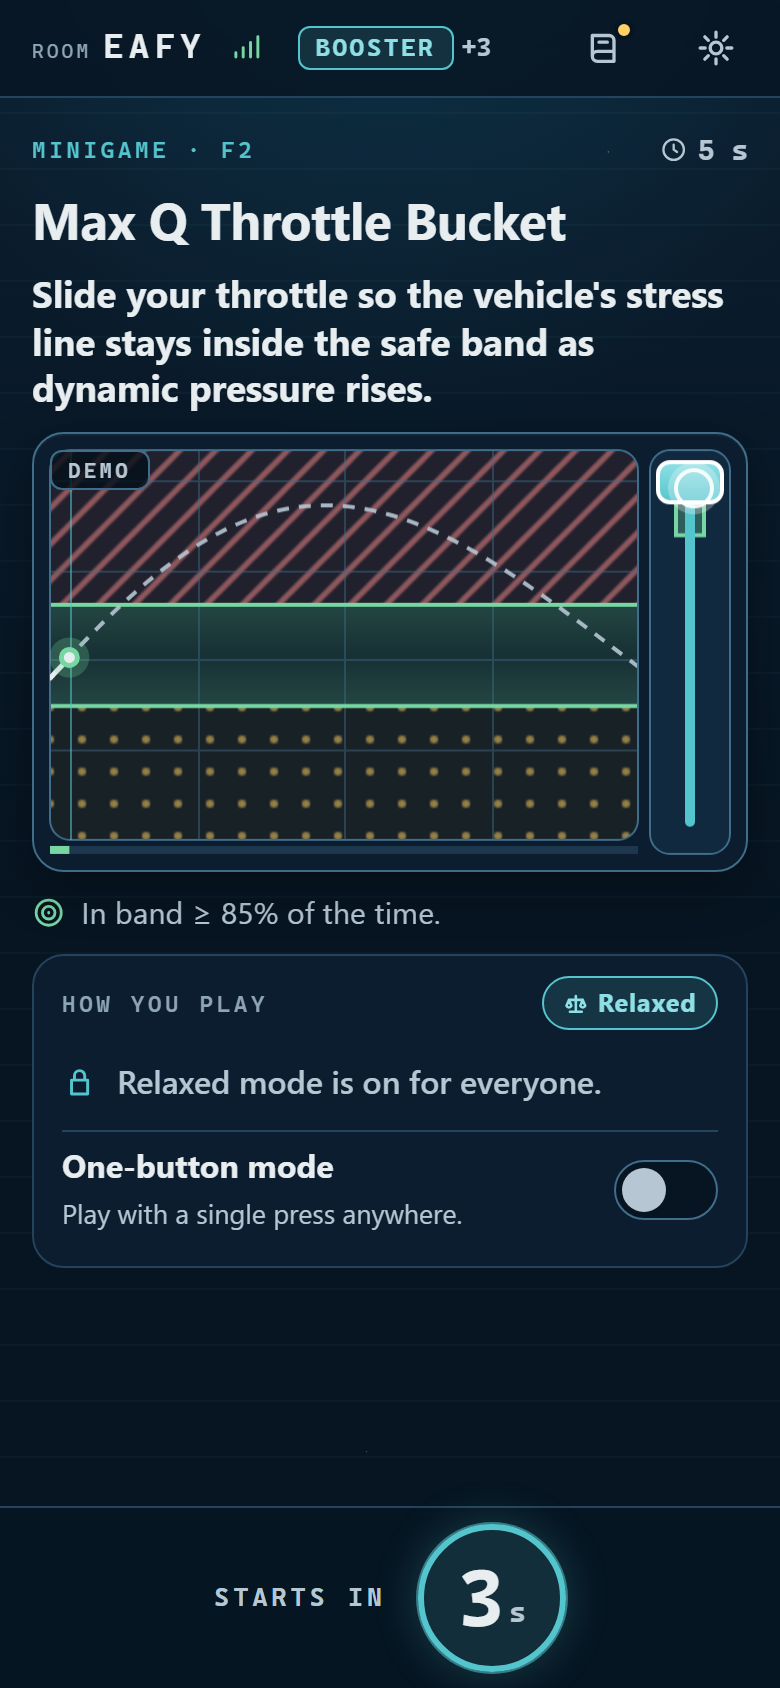 ROOM EAFY BOOSTER +3
MINIGAME · F2 5 s
Max Q Throttle Bucket
Slide your throttle so the vehicle's stress
line stays inside the safe band as
dynamic pressure rises.
DEMO
In band ≥ 85% of the time.
HOW YOU PLAY Relaxed
Relaxed mode is on for everyone.
One-button mode
Play with a single press anywhere.
STARTS IN 3 s